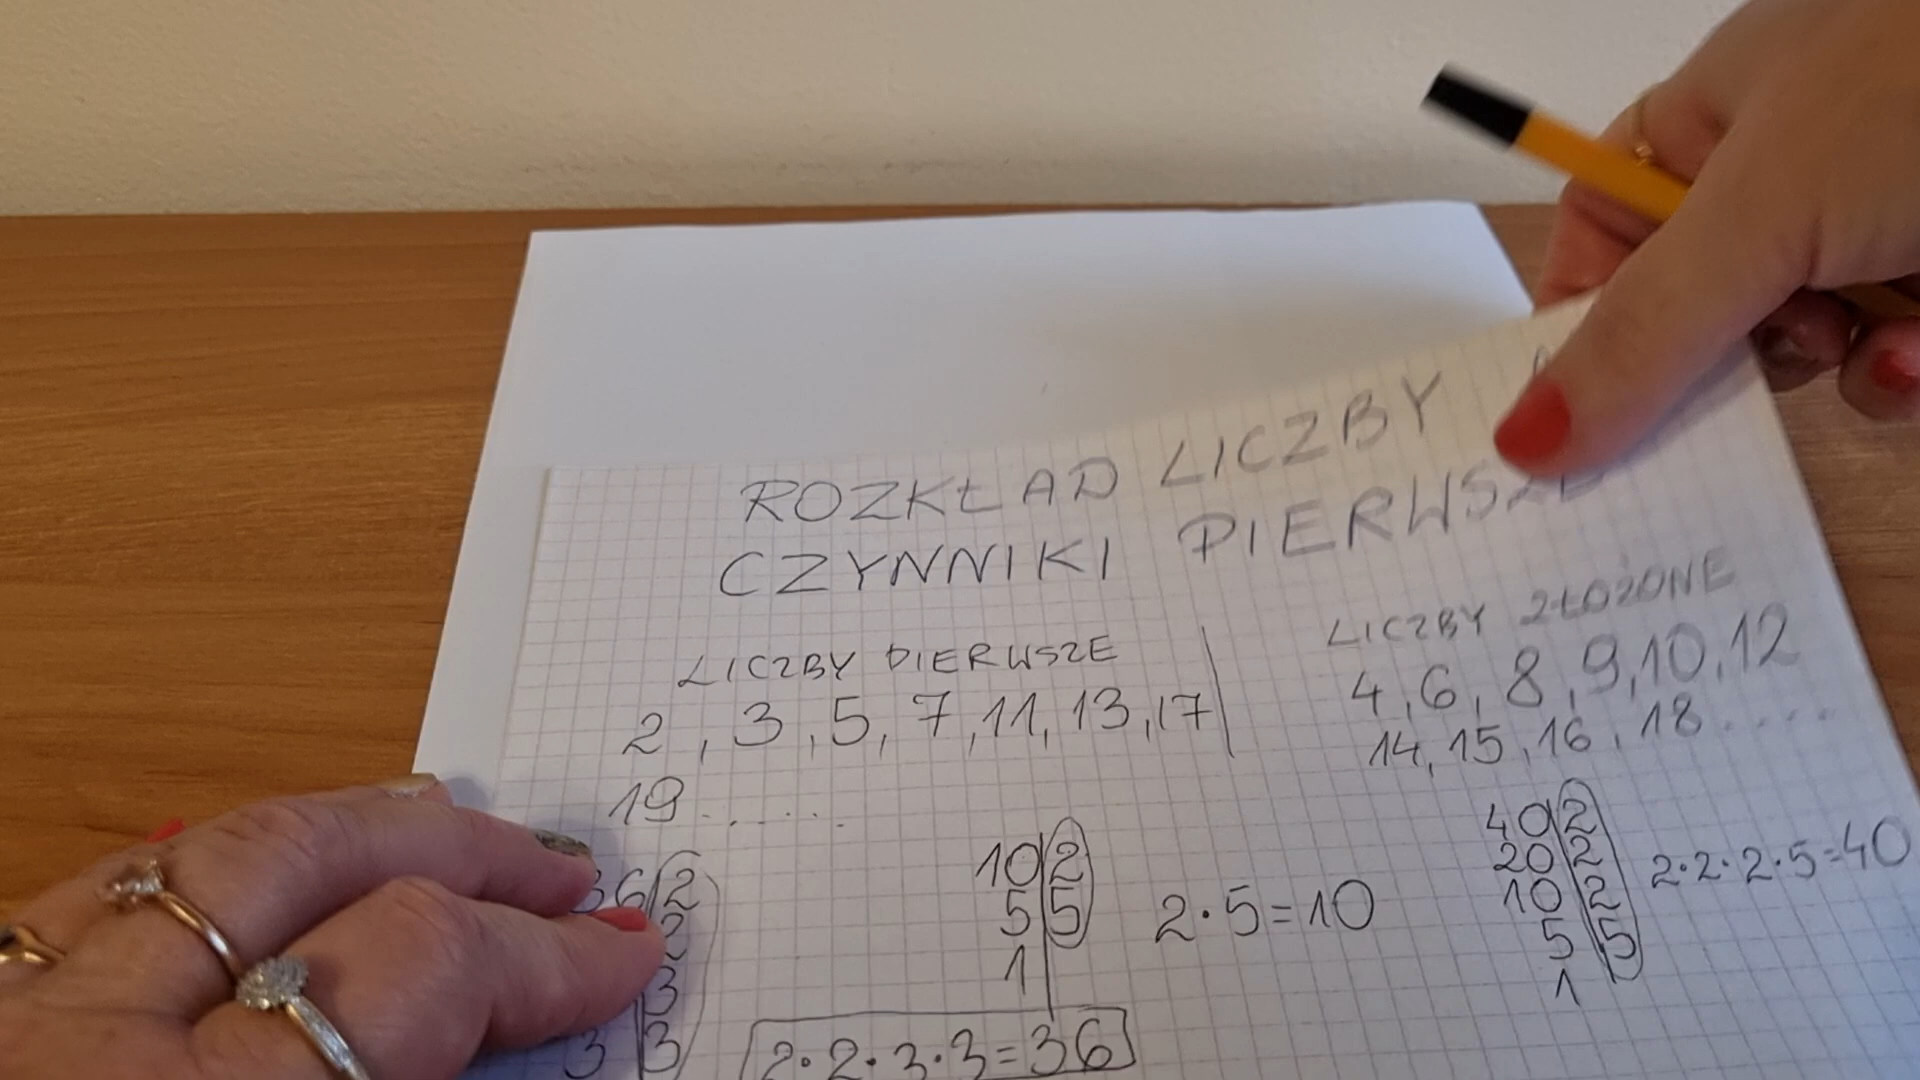 ROZKŁAD LICZBY
CZYNNIKI PIERWSZE
LICZBY PIERWSZE
2, 3, 5, 7, 11, 13, 17
19......
LICZBY ZŁOŻONE
4, 6, 8, 9, 10, 12
14, 15, 16, 18....
36|2
2
3
3|3
2·2·3·3=36
10|2
5|5
1
2·5=10
40|2
20|2
10|2
5|5
1
2·2·2·5=40